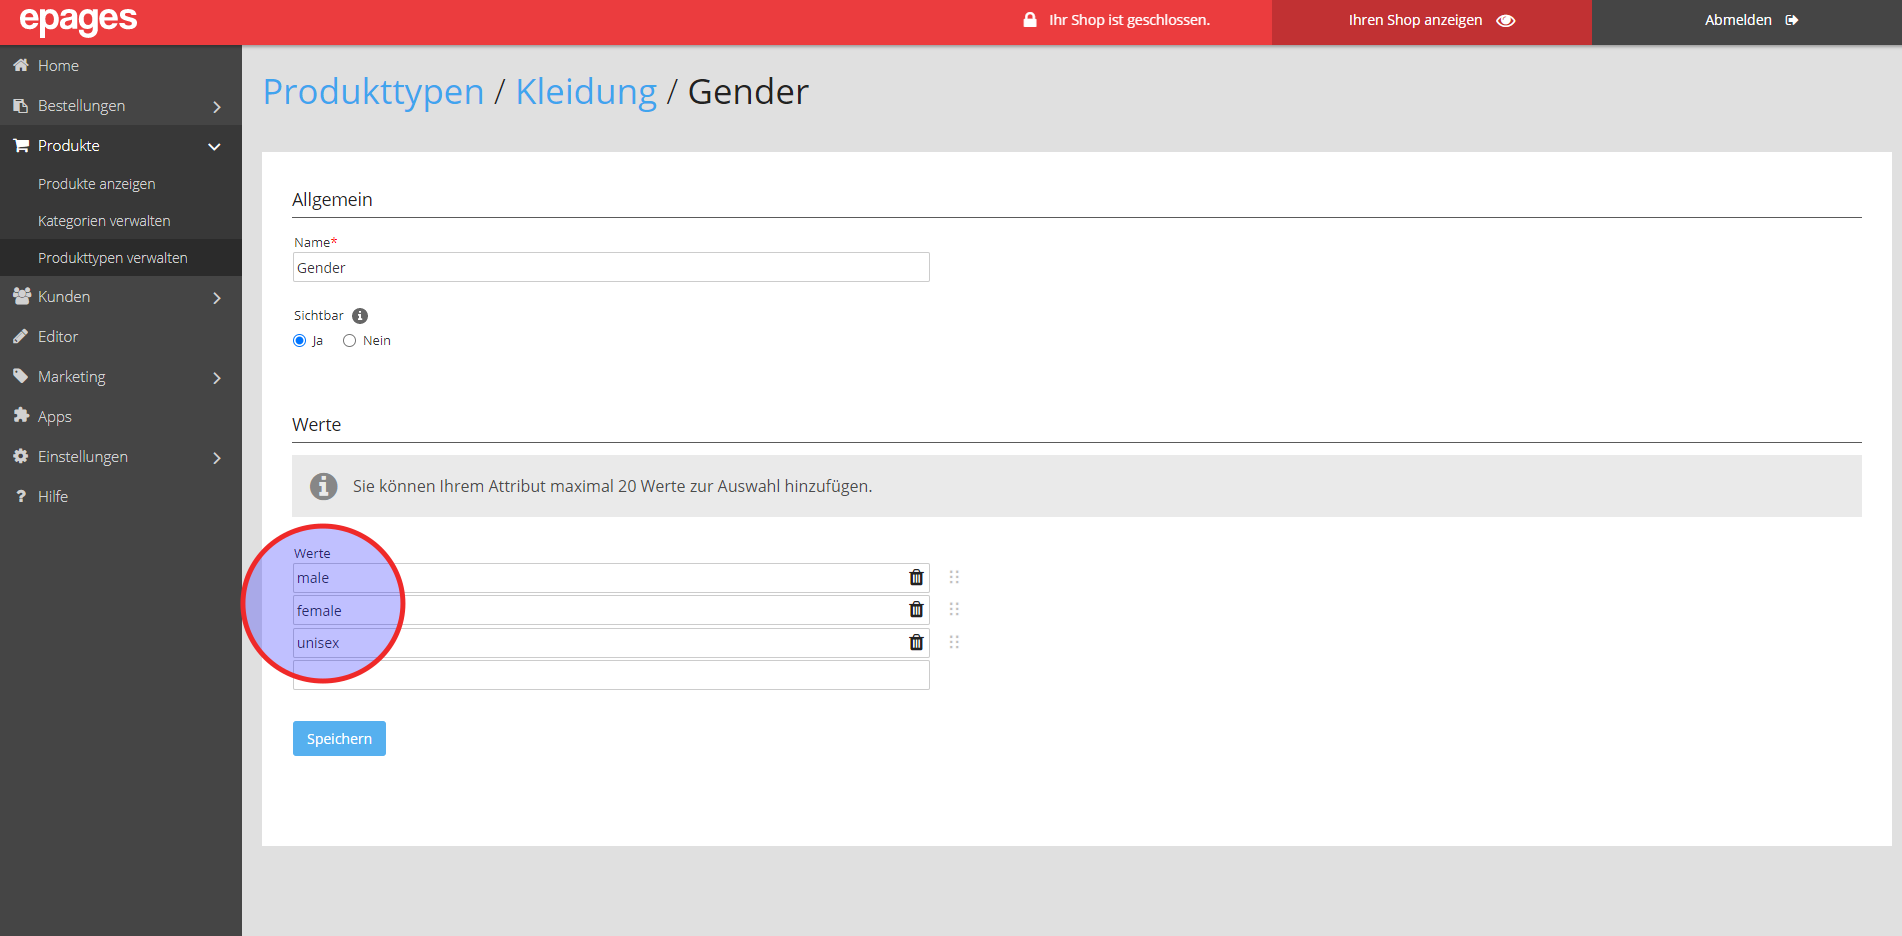 epages
Ihr Shop ist geschlossen.
Ihren Shop anzeigen
Abmelden
Home
Bestellungen
Produkte
Produkte anzeigen
Kategorien verwalten
Produkttypen verwalten
Kunden
Editor
Marketing
Apps
Einstellungen
? Hilfe
Produkttypen / Kleidung / Gender
Allgemein
Name*
Gender
Sichtbar
Ja Nein
Werte
Sie können Ihrem Attribut maximal 20 Werte zur Auswahl hinzufügen.
Werte
male
female
unisex
Speichern